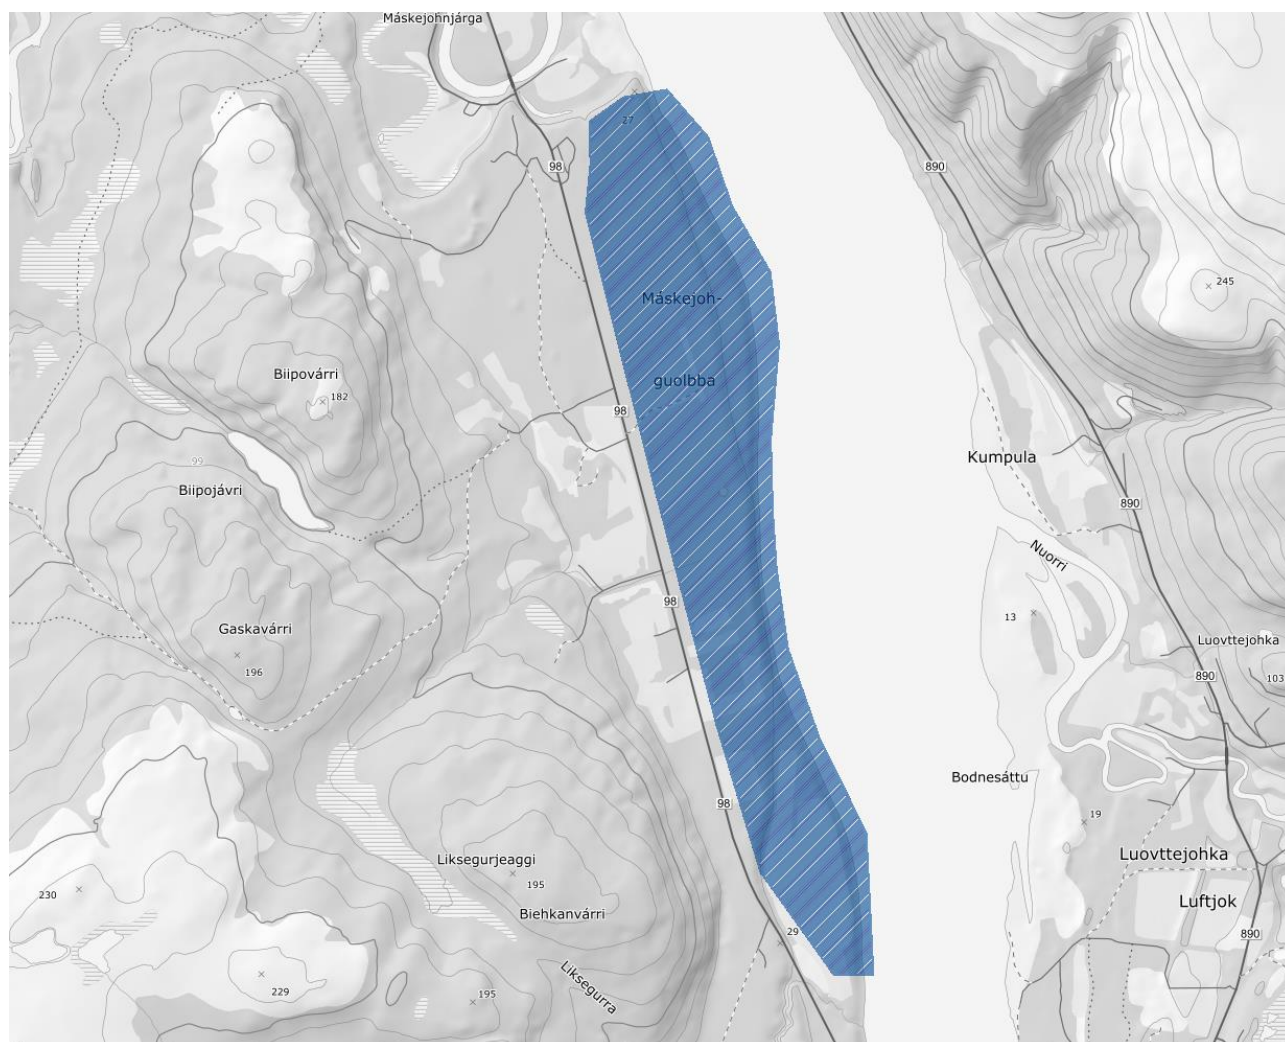 Máskejohnjárga
27
98
890
245
Máskejoh-
guolbba
Biipovárri
182
98
Kumpula
99
Biipojávri
890
Nuorri
98
13
Gaskavárri
196
Luovttejohka
890
103
Bodnesáttu
98
19
Liksegurjeaggi
195
230
Luovttejohka
Biehkanvárri
Luftjok
29
890
229
195
Liksegurra